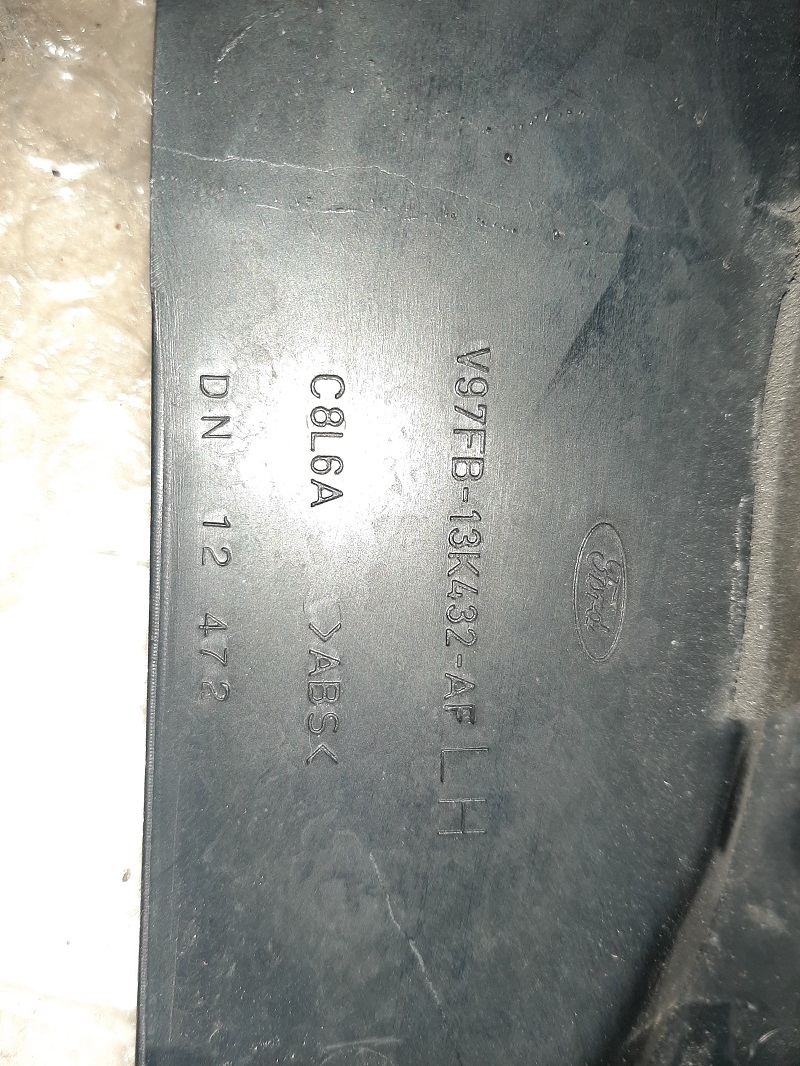 Ford
V97FB-13K432-AF LH
C8L6A >ABS<
DN 12 472